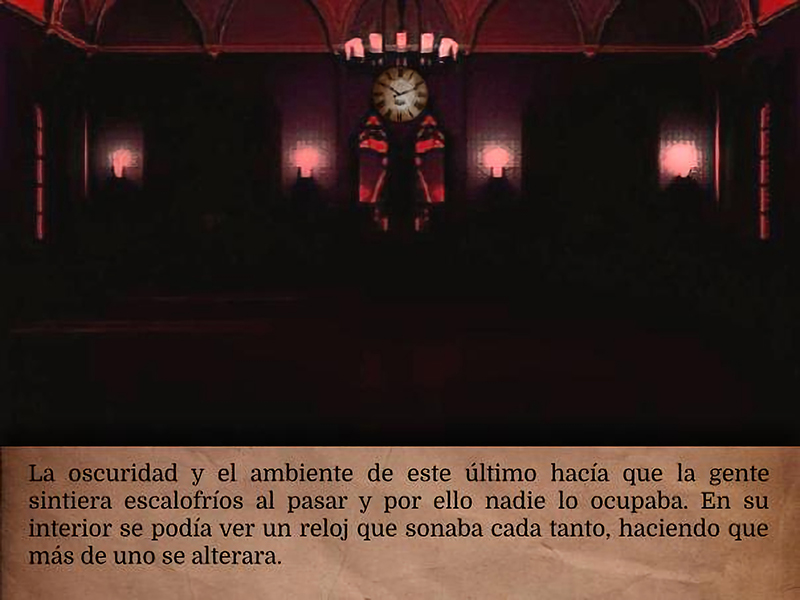 La oscuridad y el ambiente de este último hacía que la gente
sintiera escalofríos al pasar y por ello nadie lo ocupaba. En su
interior se podía ver un reloj que sonaba cada tanto, haciendo que
más de uno se alterara.